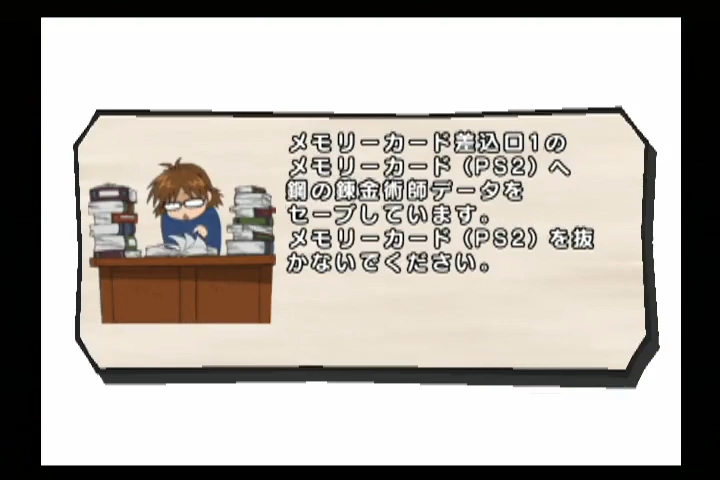 メモリーカード差込口1の
メモリーカード（PS2）へ
鋼の錬金術師データを
セーブしています。
メモリーカード（PS2）を抜
かないでください。